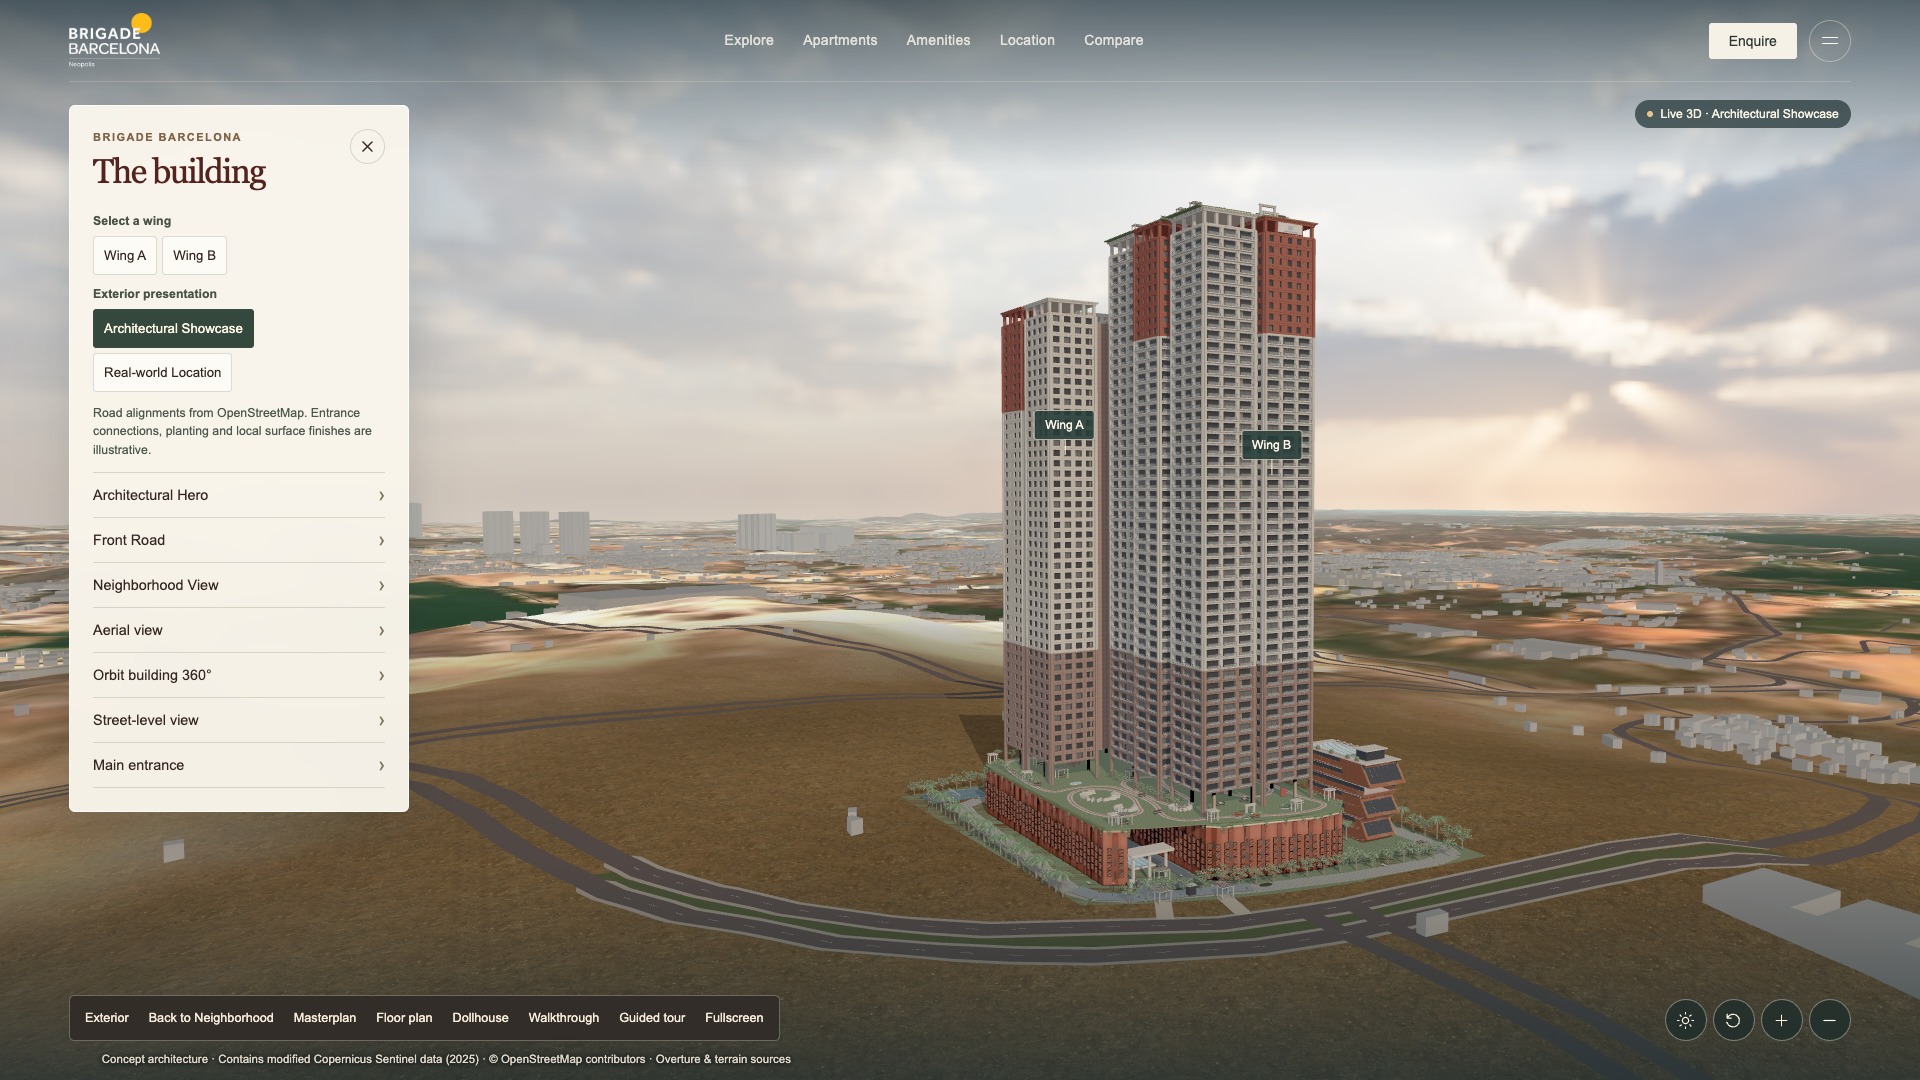 BRIGADE
BARCELONA
Neopolis
Explore
Apartments
Amenities
Location
Compare
Enquire
Live 3D · Architectural Showcase
BRIGADE BARCELONA
The building
Select a wing
Wing A
Wing B
Exterior presentation
Architectural Showcase
Real-world Location
Road alignments from OpenStreetMap. Entrance
connections, planting and local surface finishes are
illustrative.
Architectural Hero
Front Road
Neighborhood View
Aerial view
Orbit building 360°
Street-level view
Main entrance
Wing A
Wing B
Exterior
Back to Neighborhood
Masterplan
Floor plan
Dollhouse
Walkthrough
Guided tour
Fullscreen
Concept architecture · Contains modified Copernicus Sentinel data (2025) · © OpenStreetMap contributors · Overture & terrain sources